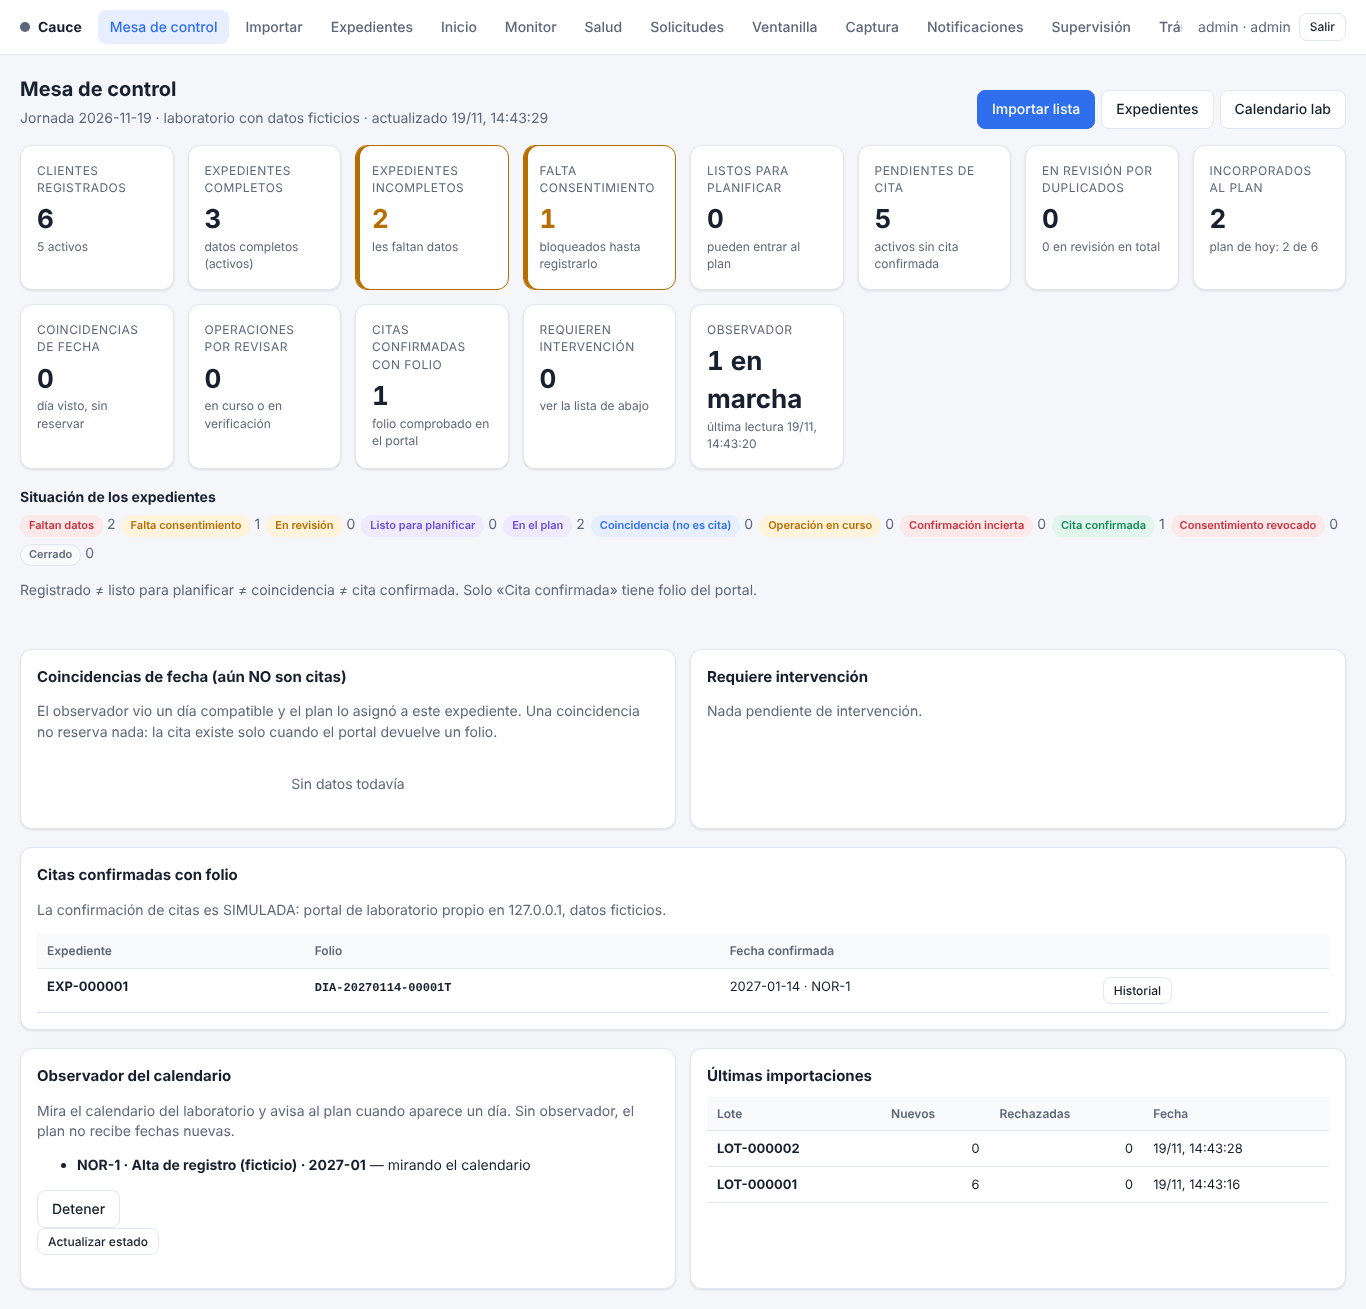 Cauce
Mesa de control
Importar
Expedientes
Inicio
Monitor
Salud
Solicitudes
Ventanilla
Captura
Notificaciones
Supervisión
Trá
admin · admin
Salir
Mesa de control
Jornada 2026-11-19 · laboratorio con datos ficticios · actualizado 19/11, 14:43:29
Importar lista
Expedientes
Calendario lab
CLIENTES
REGISTRADOS
6
5 activos
EXPEDIENTES
COMPLETOS
3
datos completos
(activos)
EXPEDIENTES
INCOMPLETOS
2
les faltan datos
FALTA
CONSENTIMIENTO
1
bloqueados hasta
registrarlo
LISTOS PARA
PLANIFICAR
0
pueden entrar al
plan
PENDIENTES DE
CITA
5
activos sin cita
confirmada
EN REVISIÓN POR
DUPLICADOS
0
0 en revisión en total
INCORPORADOS
AL PLAN
2
plan de hoy: 2 de 6
COINCIDENCIAS
DE FECHA
0
día visto, sin
reservar
OPERACIONES
POR REVISAR
0
en curso o en
verificación
CITAS
CONFIRMADAS
CON FOLIO
1
folio comprobado en
el portal
REQUIEREN
INTERVENCIÓN
0
ver la lista de abajo
OBSERVADOR
1 en
marcha
última lectura 19/11,
14:43:20
Situación de los expedientes
Faltan datos 2 Falta consentimiento 1 En revisión 0 Listo para planificar 0 En el plan 2 Coincidencia (no es cita) 0 Operación en curso 0 Confirmación incierta 0 Cita confirmada 1 Consentimiento revocado 0
Cerrado 0
Registrado ≠ listo para planificar ≠ coincidencia ≠ cita confirmada. Solo «Cita confirmada» tiene folio del portal.
Coincidencias de fecha (aún NO son citas)
El observador vio un día compatible y el plan lo asignó a este expediente. Una coincidencia
no reserva nada: la cita existe solo cuando el portal devuelve un folio.
Sin datos todavía
Requiere intervención
Nada pendiente de intervención.
Citas confirmadas con folio
La confirmación de citas es SIMULADA: portal de laboratorio propio en 127.0.0.1, datos ficticios.
Expediente Folio Fecha confirmada
EXP-000001 DIA-20270114-00001T 2027-01-14 · NOR-1 Historial
Observador del calendario
Mira el calendario del laboratorio y avisa al plan cuando aparece un día. Sin observador, el
plan no recibe fechas nuevas.
• NOR-1 · Alta de registro (ficticio) · 2027-01 — mirando el calendario
Detener
Actualizar estado
Últimas importaciones
Lote Nuevos Rechazadas Fecha
LOT-000002 0 0 19/11, 14:43:28
LOT-000001 6 0 19/11, 14:43:16